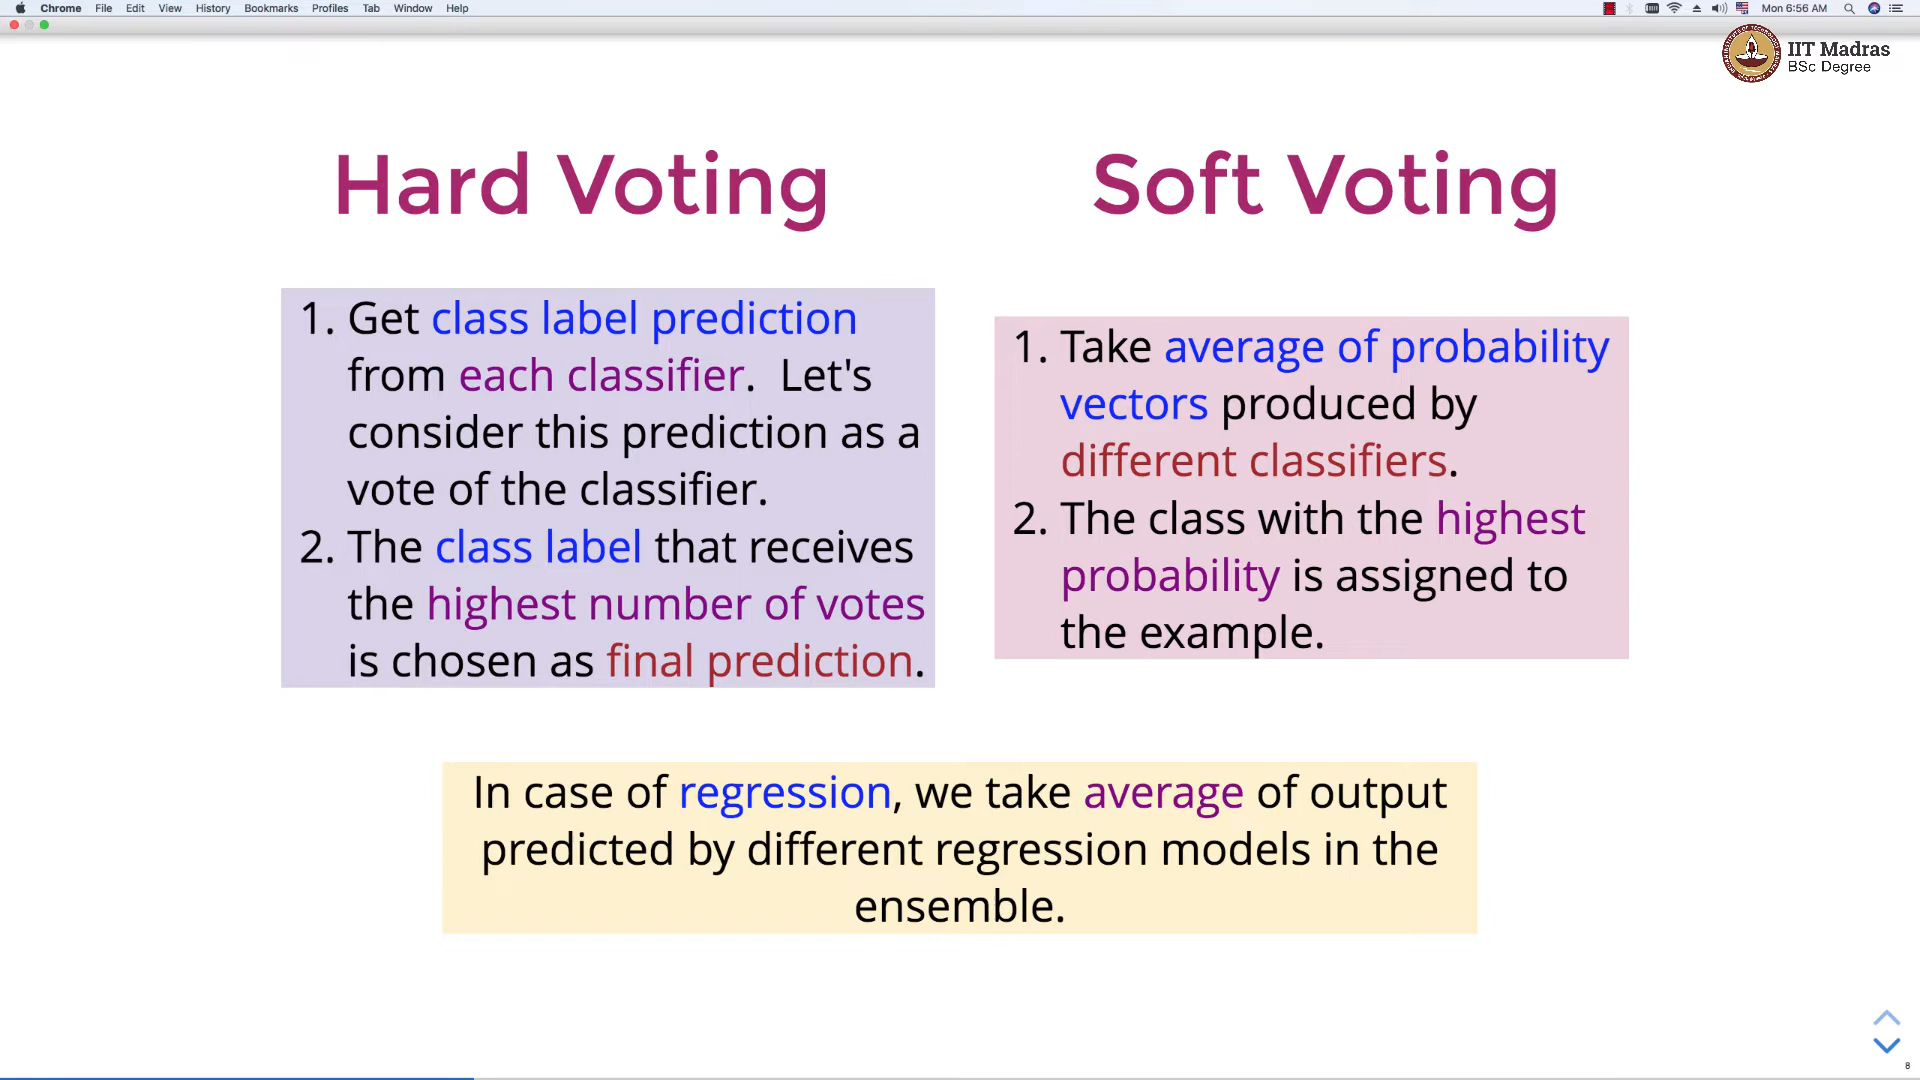 Chrome File Edit View History Bookmarks Profiles Tab Window Help Mon 6:56 AM
IIT Madras
BSc Degree
Hard Voting
1. Get class label prediction
from each classifier. Let's
consider this prediction as a
vote of the classifier.
2. The class label that receives
the highest number of votes
is chosen as final prediction.
Soft Voting
1. Take average of probability
vectors produced by
different classifiers.
2. The class with the highest
probability is assigned to
the example.
In case of regression, we take average of output
predicted by different regression models in the
ensemble.
8